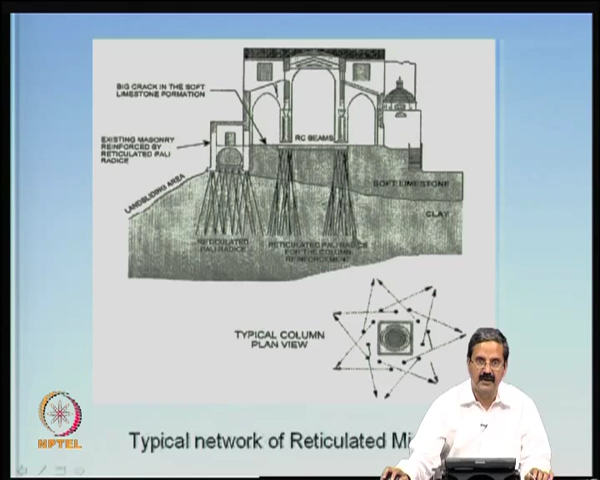 BIG CRACK IN THE SOFT
LIMESTONE FORMATION
EXISTING MASONRY
REINFORCED BY
RETICULATED PALI
RADICE
RC BEAMS
LANDSLIDING AREA
SOFT LIMESTONE
CLAY
RETICULATED
PALI RADICE
RETICULATED PALI RADICE
FOR THE COLUMN
REINFORCEMENT
TYPICAL COLUMN
PLAN VIEW
NPTEL
Typical network of Reticulated Mi